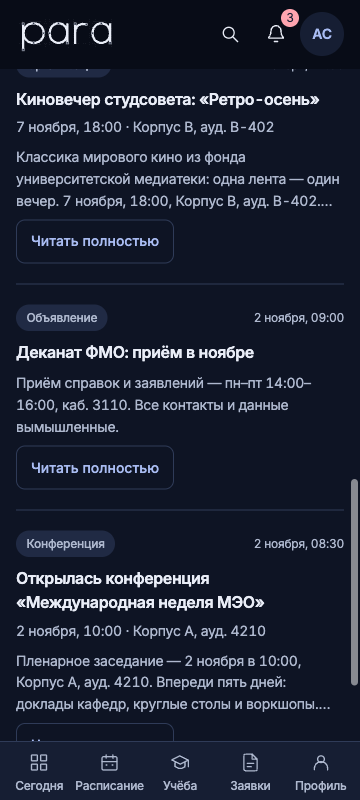 para
3
АС
Киновечер студсовета: «Ретро-осень»
7 ноября, 18:00 · Корпус В, ауд. В-402
Классика мирового кино из фонда
университетской медиатеки: одна лента — один
вечер. 7 ноября, 18:00, Корпус В, ауд. В-402.…
Читать полностью
Объявление
2 ноября, 09:00
Деканат ФМО: приём в ноябре
Приём справок и заявлений — пн–пт 14:00–
16:00, каб. 3110. Все контакты и данные
вымышленные.
Читать полностью
Конференция
2 ноября, 08:30
Открылась конференция
«Международная неделя МЭО»
2 ноября, 10:00 · Корпус А, ауд. 4210
Пленарное заседание — 2 ноября в 10:00,
Корпус А, ауд. 4210. Впереди пять дней:
доклады кафедр, круглые столы и воркшопы.…
Сегодня
Расписание
Учёба
Заявки
Профиль